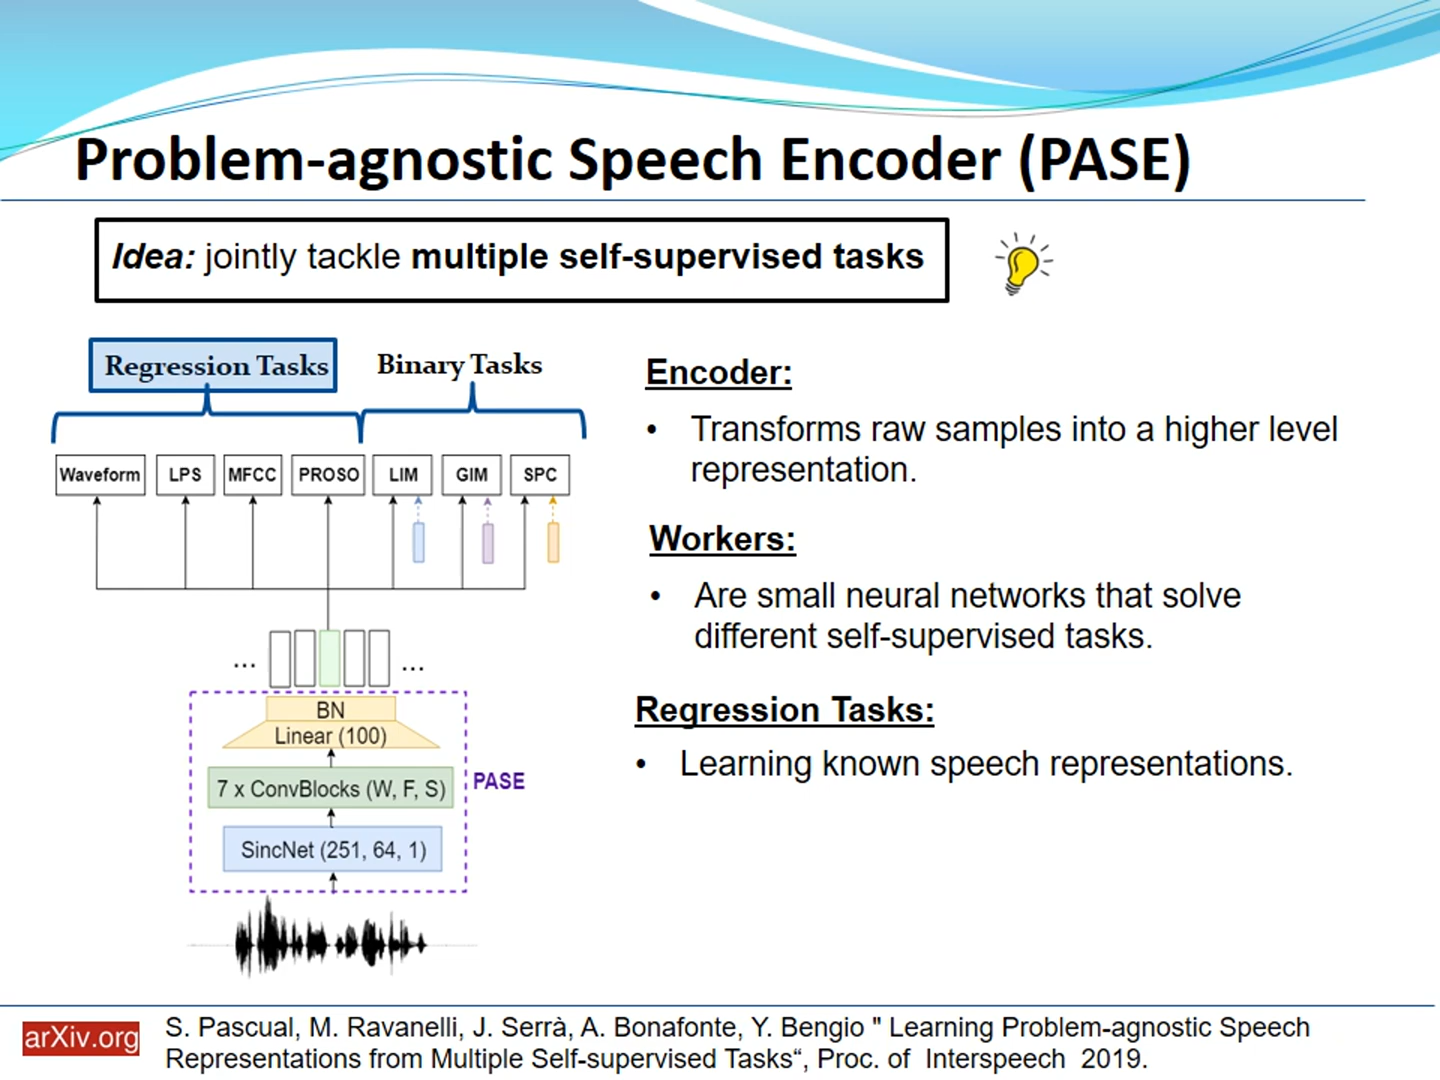 Problem-agnostic Speech Encoder (PASE)
Idea: jointly tackle multiple self-supervised tasks
Regression Tasks
Binary Tasks
Waveform
LPS
MFCC
PROSO
LIM
GIM
SPC
...
...
BN
Linear (100)
7 x ConvBlocks (W, F, S)
PASE
SincNet (251, 64, 1)
Encoder:
• Transforms raw samples into a higher level
representation.
Workers:
• Are small neural networks that solve
different self-supervised tasks.
Regression Tasks:
• Learning known speech representations.
arXiv.org
S. Pascual, M. Ravanelli, J. Serrà, A. Bonafonte, Y. Bengio " Learning Problem-agnostic Speech
Representations from Multiple Self-supervised Tasks“, Proc. of Interspeech 2019.